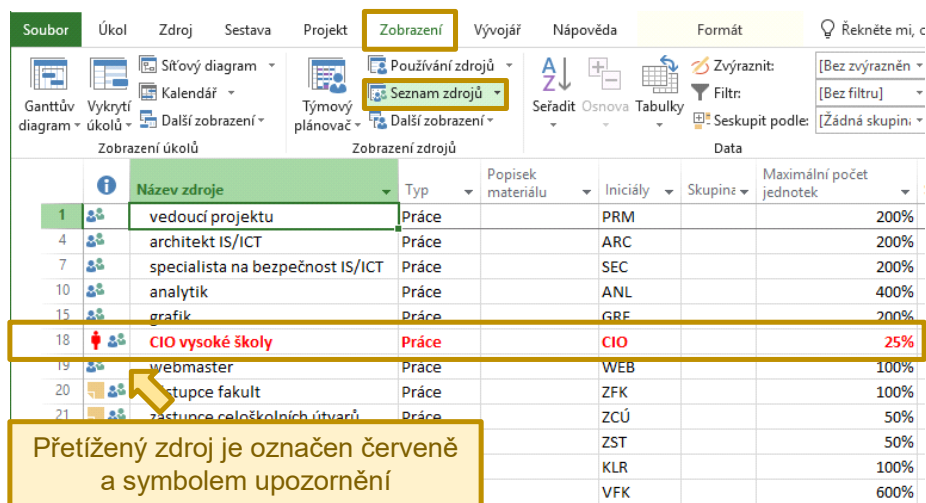 Soubor Úkol Zdroj Sestava Projekt Zobrazení Vývojář Nápověda Formát Řekněte mi,
Ganttův diagram
Vykrytí úkolů
Síťový diagram
Kalendář
Další zobrazení
Zobrazení úkolů
Týmový plánovač
Používání zdrojů
Seznam zdrojů
Další zobrazení
Zobrazení zdrojů
Seřadit Osnova Tabulky
Zvýraznit: [Bez zvýrazněn
Filtr: [Bez filtru]
Seskupit podle: [Žádná skupin
Data
Název zdroje Typ Popisek materiálu Iniciály Skupina Maximální počet jednotek
1 vedoucí projektu Práce PRM 200%
4 architekt IS/ICT Práce ARC 200%
7 specialista na bezpečnost IS/ICT Práce SEC 200%
10 analytik Práce ANL 400%
15 grafik Práce GRF 200%
18 CIO vysoké školy Práce CIO 25%
19 webmaster Práce WEB 100%
20 stupce fakult Práce ZFK 100%
21 zástupce celoškolních útvarů Práce ZCÚ 50%
ZST 50%
KLR 100%
VFK 600%
Přetížený zdroj je označen červeně
a symbolem upozornění